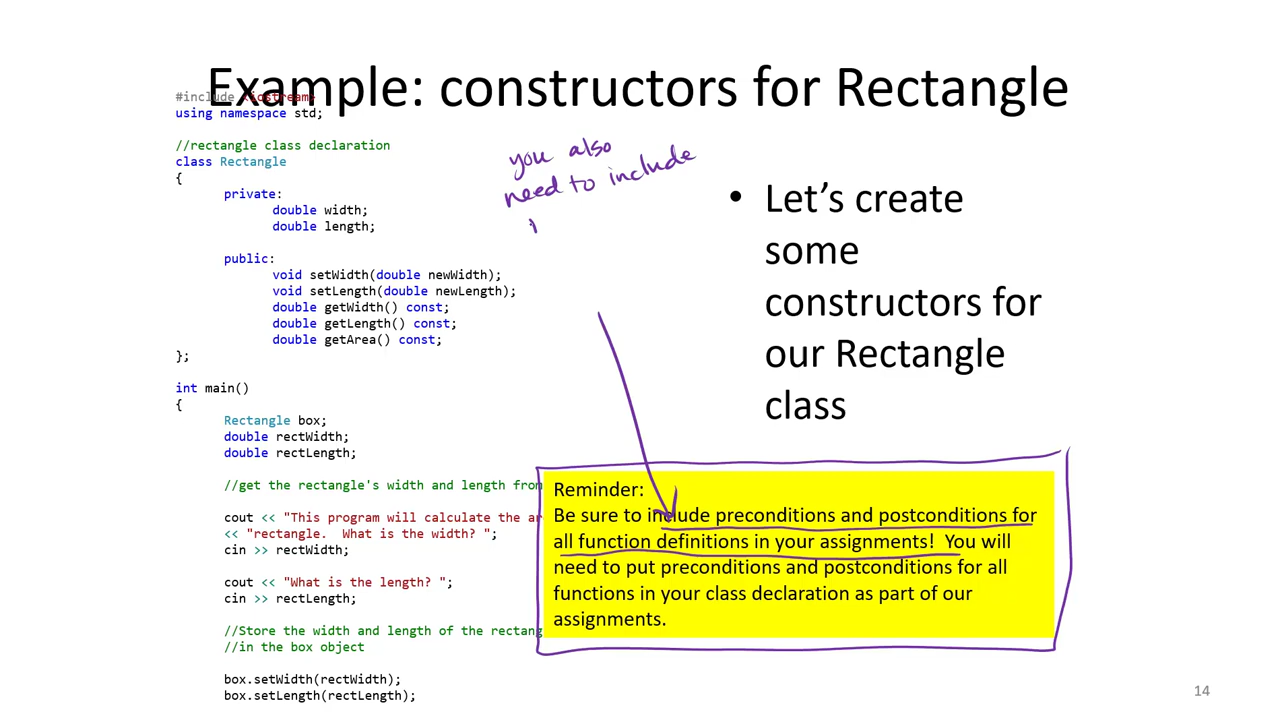 Example: constructors for Rectangle
#include <iostream>
using namespace std;
//rectangle class declaration
class Rectangle
{
private:
double width;
double length;
public:
void setWidth(double newWidth);
void setLength(double newLength);
double getWidth() const;
double getLength() const;
double getArea() const;
};
int main()
{
Rectangle box;
double rectWidth;
double rectLength;
//get the rectangle's width and length from
cout << "This program will calculate the ar
<< "rectangle.  What is the width? ";
cin >> rectWidth;
cout << "What is the length? ";
cin >> rectLength;
//Store the width and length of the rectang
//in the box object
box.setWidth(rectWidth);
box.setLength(rectLength);
you also
need to include
• Let's create
some
constructors for
our Rectangle
class
Reminder:
Be sure to include preconditions and postconditions for
all function definitions in your assignments!  You will
need to put preconditions and postconditions for all
functions in your class declaration as part of our
assignments.
14